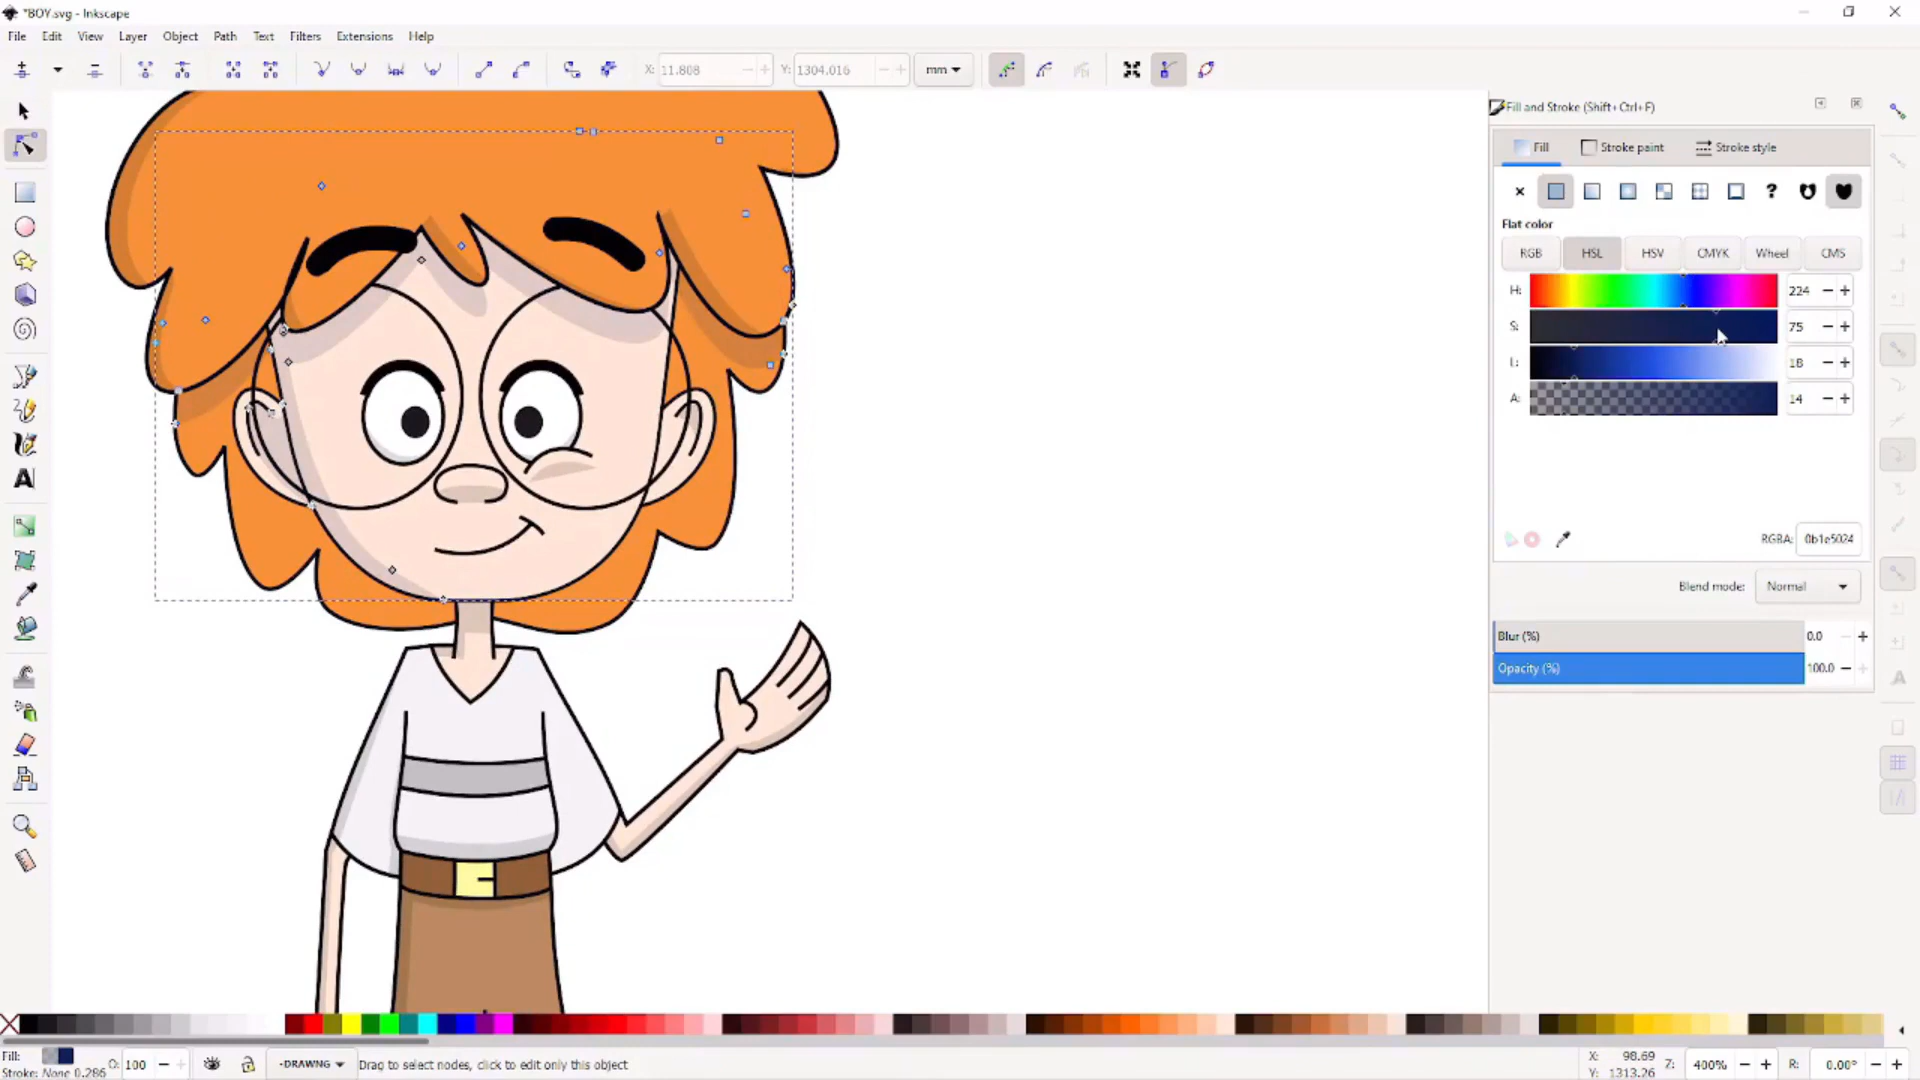 *BOY.svg - Inkscape
File Edit View Layer Object Path Text Filters Extensions Help
X: 11.808 − + Y: 1304.016 − + mm
Fill and Stroke (Shift+Ctrl+F)
Fill Stroke paint Stroke style
Flat color
RGB HSL HSV CMYK Wheel CMS
H: 224 − +
S: 75 − +
L: 18 − +
A: 14 − +
RGBA: 0b1e5024
Blend mode: Normal
Blur (%) 0.0 − +
Opacity (%) 100.0 − +
Fill:
Stroke: None 0.286
O: 100 − +
-DRAWNG
Drag to select nodes, click to edit only this object
X: 98.69
Y: 1313.26
Z: 400% − +
R: 0.00° − +